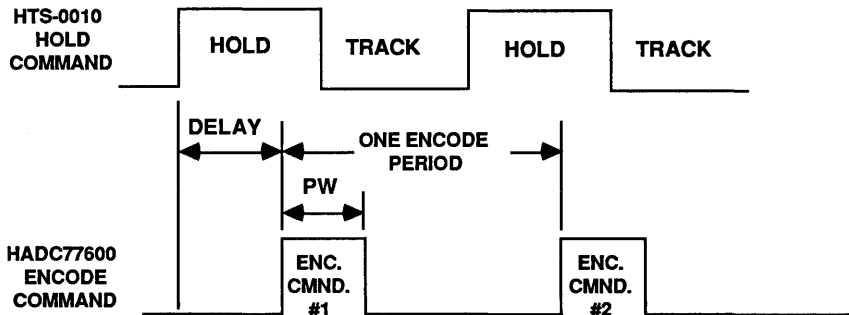 HTS-0010
HOLD
COMMAND
HOLD
TRACK
HOLD
TRACK
DELAY
ONE ENCODE
PERIOD
PW
HADC77600
ENCODE
COMMAND
ENC.
CMND.
#1
ENC.
CMND.
#2